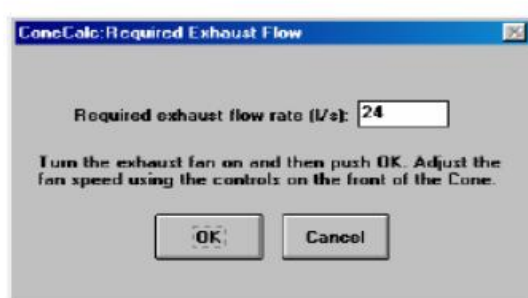 ConeCalc:Required Exhaust Flow
Required exhaust flow rate (l/s): 24
Turn the exhaust fan on and then push OK. Adjust the
fan speed using the controls on the front of the Cone.
OK Cancel